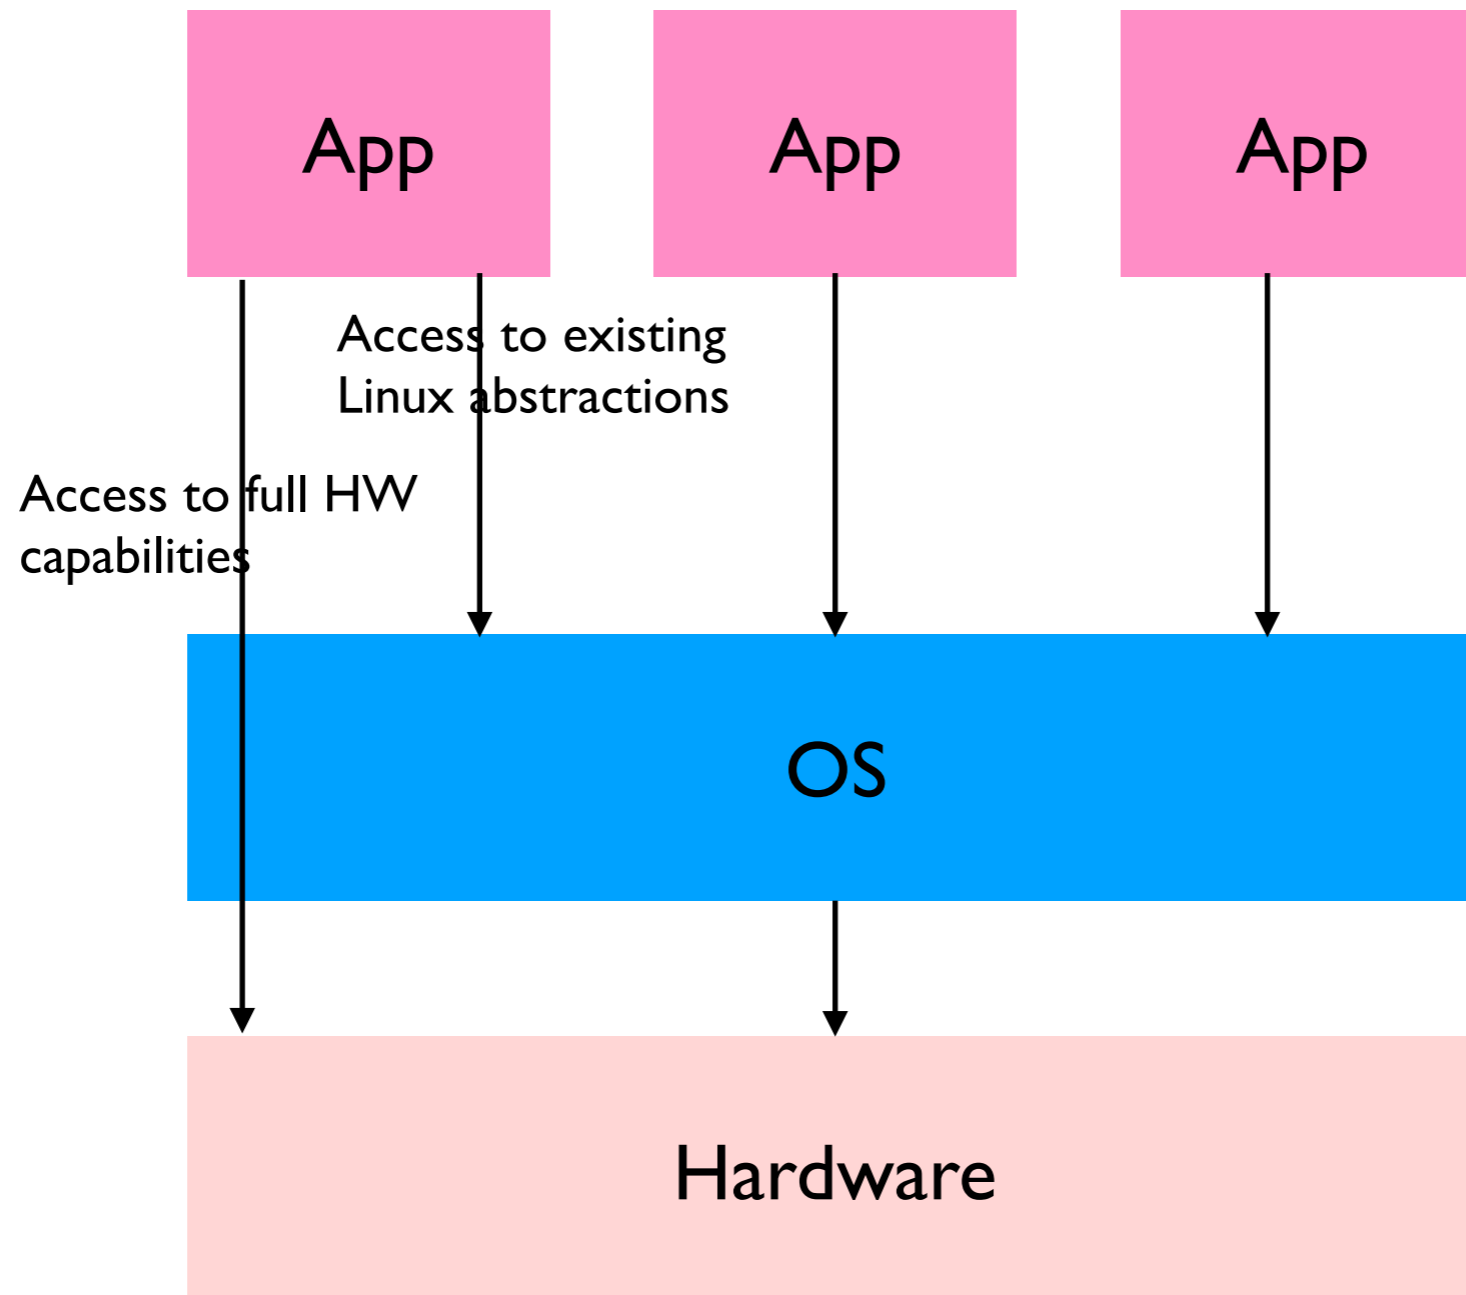 App
App
App
Access to existing
Linux abstractions
Access to full HW
capabilities
OS
Hardware